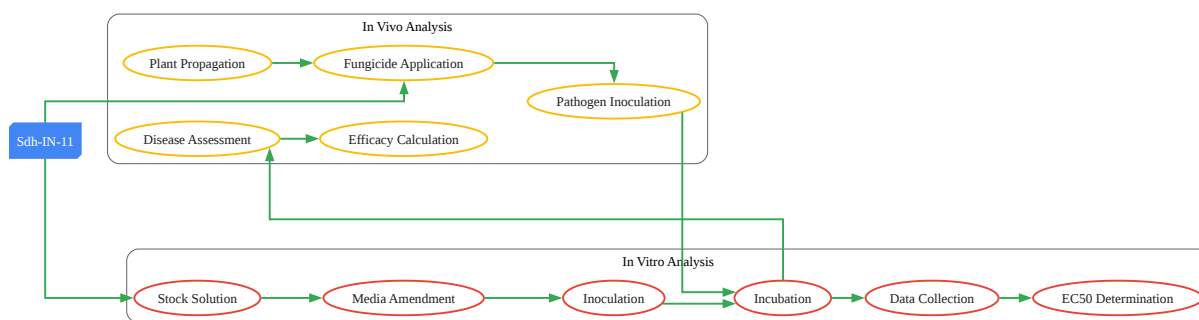 In Vivo Analysis
Plant Propagation
Fungicide Application
Pathogen Inoculation
Sdh-IN-11
Disease Assessment
Efficacy Calculation
In Vitro Analysis
Stock Solution
Media Amendment
Inoculation
Incubation
Data Collection
EC50 Determination